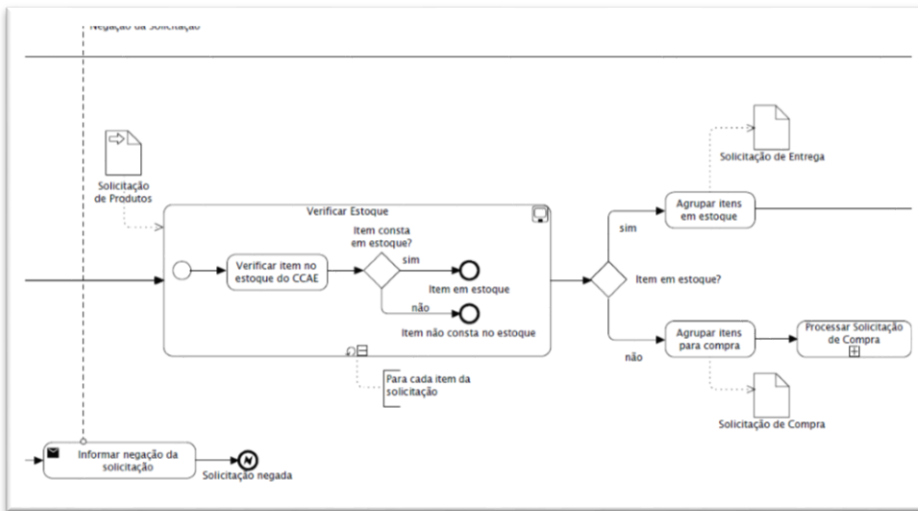 Negação da Solicitação
Solicitação de Entrega
Solicitação
de Produtos
Verificar Estoque
Agrupar itens
em estoque
Item consta
em estoque?
sim
sim
Verificar item no
estoque do CCAE
Item em estoque
Item em estoque?
não
Item não consta no estoque
Agrupar itens
para compra
Processar Solicitação
de Compra
não
Para cada item da
solicitação
Solicitação de Compra
Informar negação da
solicitação
Solicitação negada